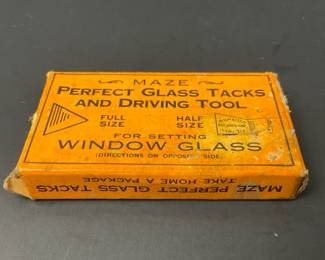 MAZE
PERFECT GLASS TACKS
AND DRIVING TOOL
FULL SIZE
HALF SIZE
FOR SETTING
WINDOW GLASS
(DIRECTIONS ON OPPOSITE SIDE)
MAZE PERFECT GLASS TACKS
TAKE HOME A PACKAGE